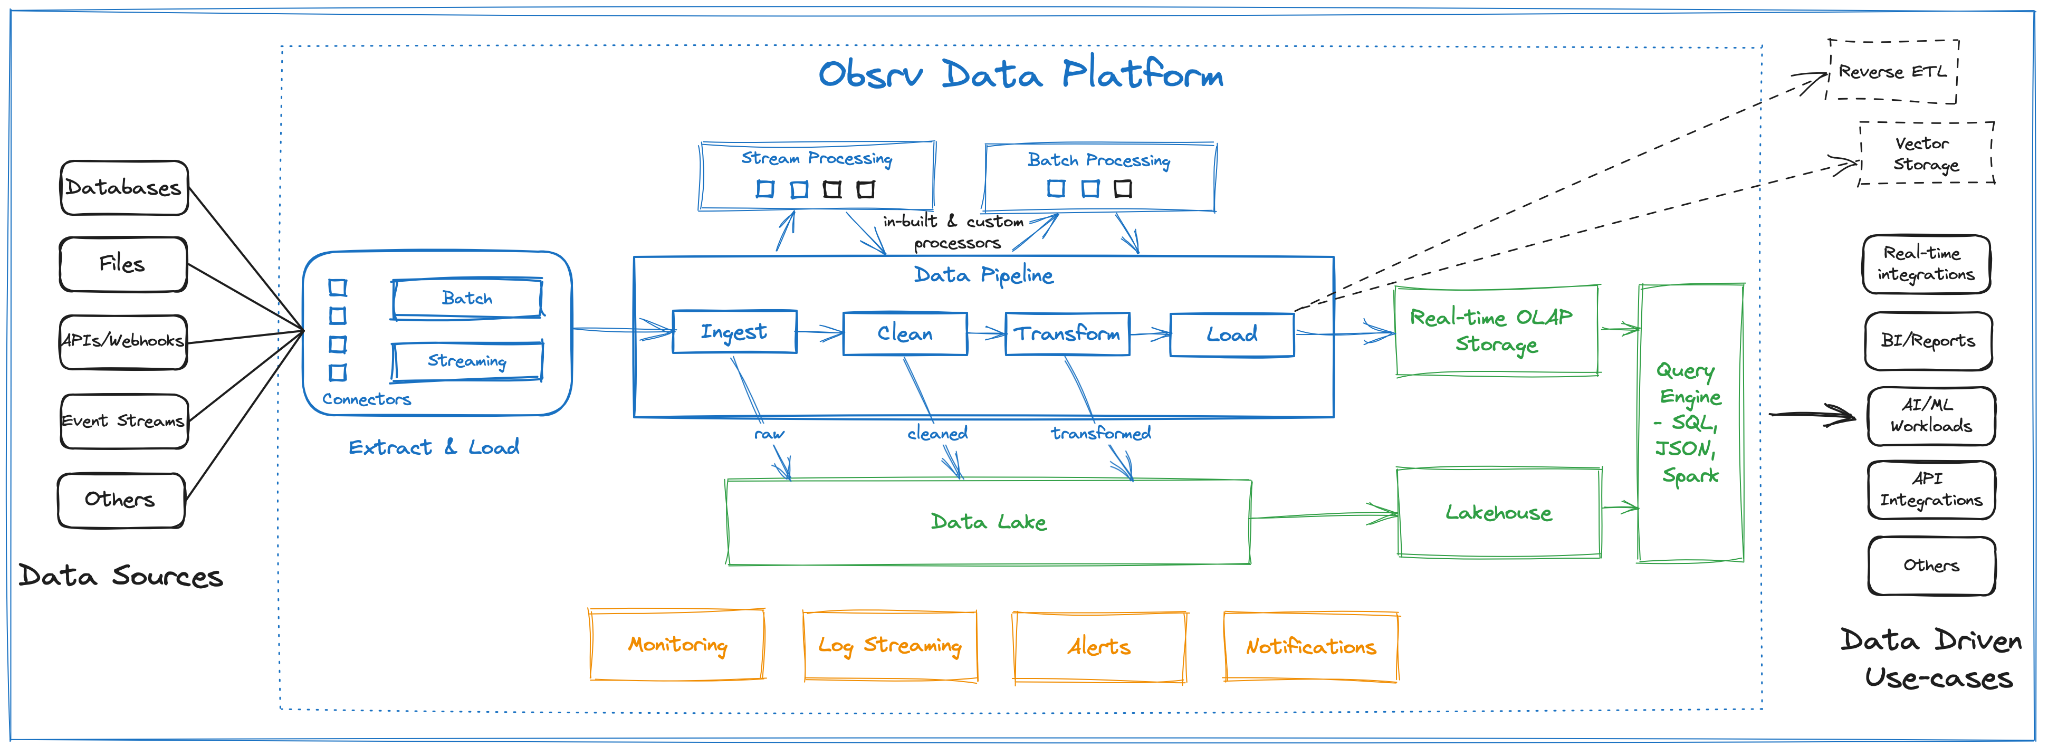 Obsrv Data Platform
Databases
Files
APIs/Webhooks
Event Streams
Others
Data Sources
Batch
Streaming
Connectors
Extract & Load
Stream Processing
Batch Processing
in-built & custom
processors
Data Pipeline
Ingest
Clean
Transform
Load
raw
cleaned
transformed
Data Lake
Real-time OLAP
Storage
Lakehouse
Query
Engine
- SQL,
JSON,
Spark
Monitoring
Log Streaming
Alerts
Notifications
Reverse ETL
Vector
Storage
Real-time
integrations
BI/Reports
AI/ML
Workloads
API
Integrations
Others
Data Driven
Use-cases